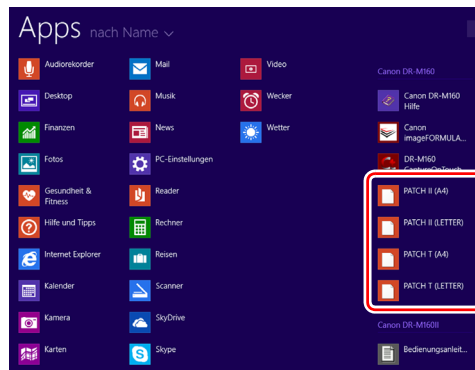 Apps nach Name
Audiorekorder
Desktop
Finanzen
Fotos
Gesundheit &
Fitness
Hilfe und Tipps
Internet Explorer
Kalender
Kamera
Karten
Mail
Musik
News
PC-Einstellungen
Reader
Rechner
Reisen
Scanner
SkyDrive
Skype
Video
Wecker
Wetter
Canon DR-M160
Canon DR-M160
Hilfe
Canon
imageFORMULA...
DR-M160
CaptureOnTouch
PATCH II (A4)
PATCH II (LETTER)
PATCH T (A4)
PATCH T (LETTER)
Canon DR-M160II
Bedienungsanleit...